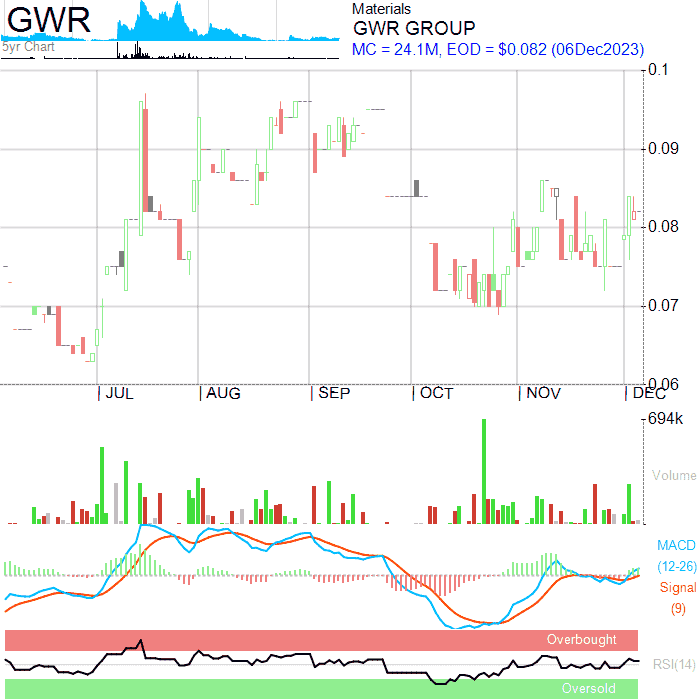 GWR
5yr Chart
Materials
GWR GROUP
MC = 24.1M, EOD = $0.082 (06Dec2023)
0.1
0.09
0.08
0.07
0.06
JUL
AUG
SEP
OCT
NOV
DEC
694k
Volume
MACD
(12-26)
Signal
(9)
Overbought
RSI(14)
Oversold